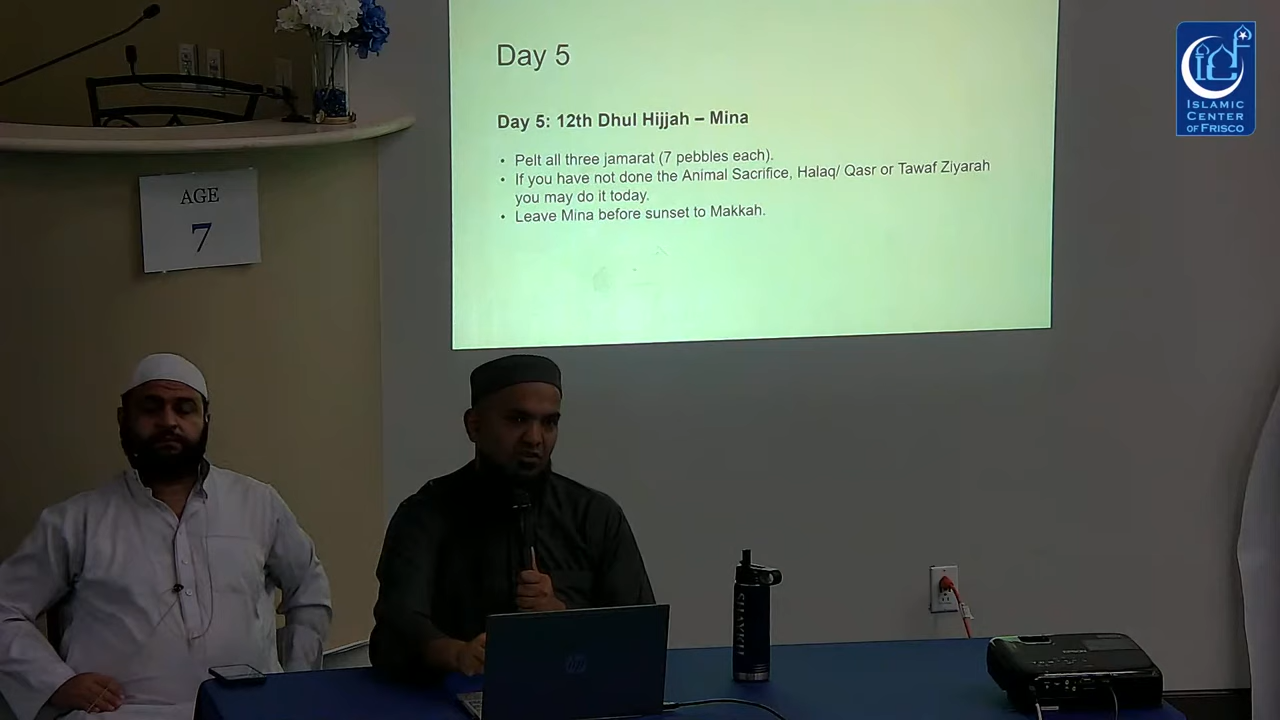 Day 5
Day 5: 12th Dhul Hijjah – Mina
• Pelt all three jamarat (7 pebbles each).
• If you have not done the Animal Sacrifice, Halaq/ Qasr or Tawaf Ziyarah
you may do it today.
• Leave Mina before sunset to Makkah.
ISLAMIC
CENTER
OF FRISCO
AGE
7
hp
EPSON